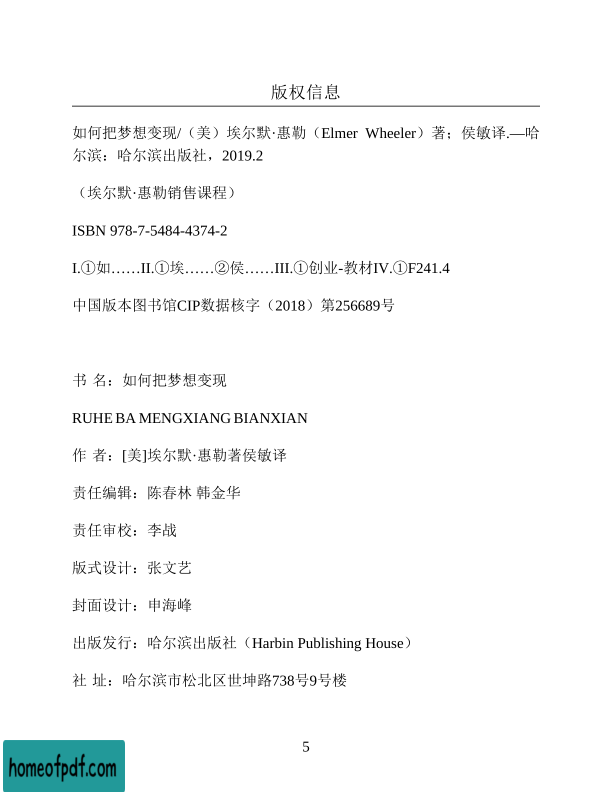 版权信息
如何把梦想变现/（美）埃尔默·惠勒（Elmer Wheeler）著；侯敏译.—哈
尔滨：哈尔滨出版社，2019.2
（埃尔默·惠勒销售课程）
ISBN 978-7-5484-4374-2
I.①如……II.①埃……②侯……III.①创业-教材IV.①F241.4
中国版本图书馆CIP数据核字（2018）第256689号
书 名：如何把梦想变现
RUHE BA MENGXIANG BIANXIAN
作 者：[美]埃尔默·惠勒著侯敏译
责任编辑：陈春林 韩金华
责任审校：李战
版式设计：张文艺
封面设计：申海峰
出版发行：哈尔滨出版社（Harbin Publishing House）
社 址：哈尔滨市松北区世坤路738号9号楼
5
homeofpdf.com